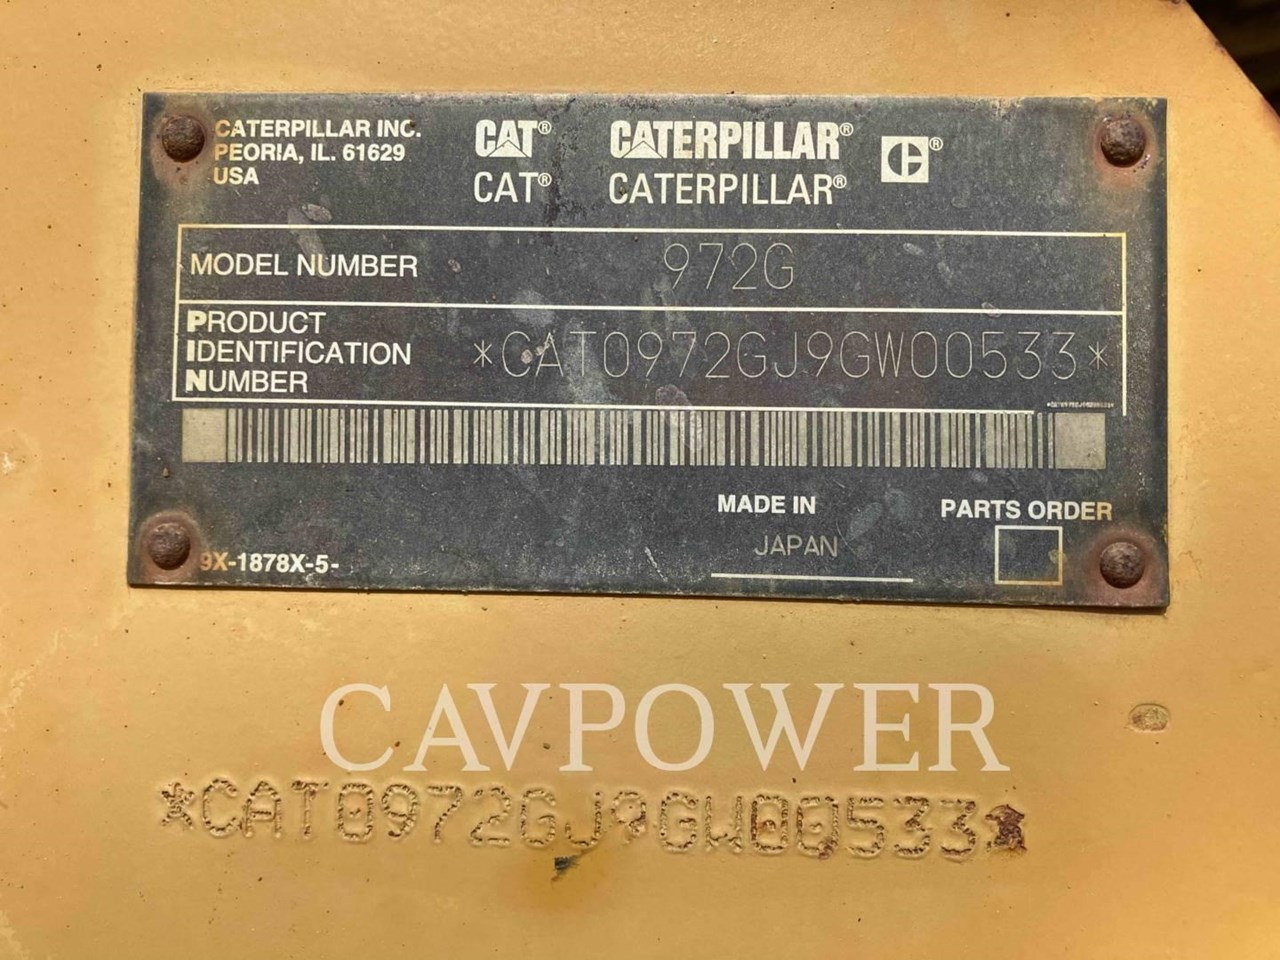 CATERPILLAR INC.
PEORIA, IL. 61629
USA
CAT® CATERPILLAR® ®
CAT® CATERPILLAR®
MODEL NUMBER 972G
PRODUCT
IDENTIFICATION
NUMBER
*CAT0972GJ9GW00533*
MADE IN
JAPAN
PARTS ORDER
9X-1878X-5-
CAVPOWER
*CAT0972GJ9GW00533*